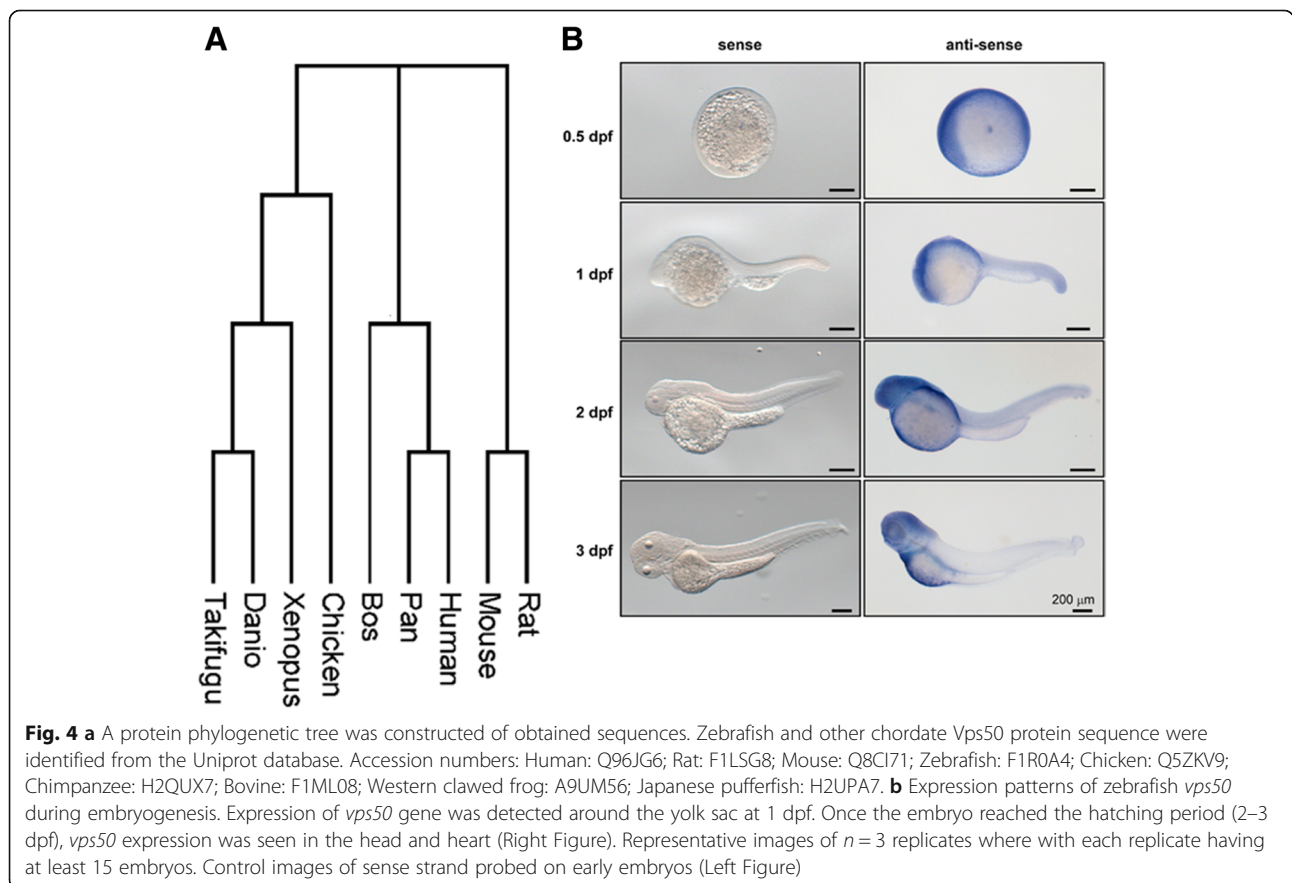 A
B
sense
anti-sense
0.5 dpf
1 dpf
2 dpf
3 dpf
200 μm
Takifugu
Danio
Xenopus
Chicken
Bos
Pan
Human
Mouse
Rat
Fig. 4 a A protein phylogenetic tree was constructed of obtained sequences. Zebrafish and other chordate Vps50 protein sequence were
identified from the Uniprot database. Accession numbers: Human: Q96JG6; Rat: F1LSG8; Mouse: Q8CI71; Zebrafish: F1R0A4; Chicken: Q5ZKV9;
Chimpanzee: H2QUX7; Bovine: F1ML08; Western clawed frog: A9UM56; Japanese pufferfish: H2UPA7. b Expression patterns of zebrafish vps50
during embryogenesis. Expression of vps50 gene was detected around the yolk sac at 1 dpf. Once the embryo reached the hatching period (2–3
dpf), vps50 expression was seen in the head and heart (Right Figure). Representative images of n = 3 replicates where with each replicate having
at least 15 embryos. Control images of sense strand probed on early embryos (Left Figure)